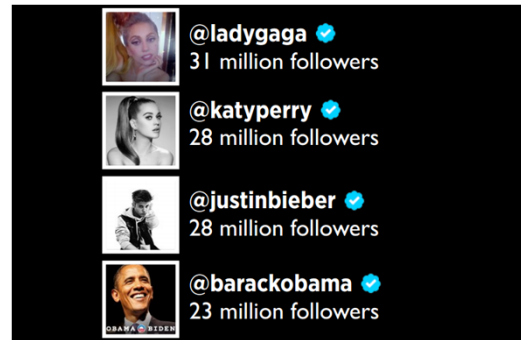 @ladygaga
31 million followers
@katyperry
28 million followers
@justinbieber
28 million followers
@barackobama
23 million followers
OBAMA BIDEN